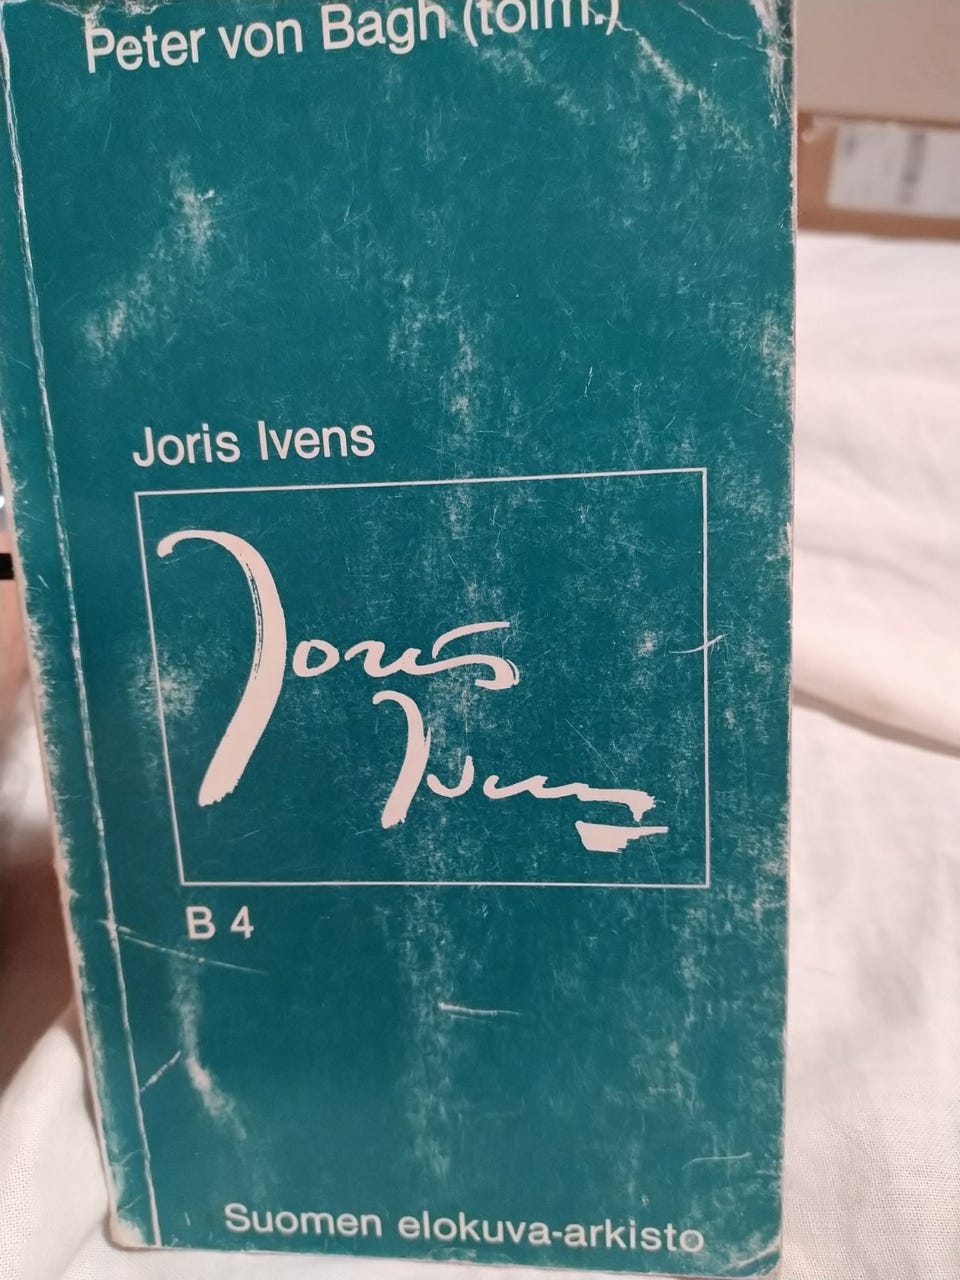 Peter von Bagh (toim.)
Joris Ivens
Joris
Ivens
B 4
Suomen elokuva-arkisto